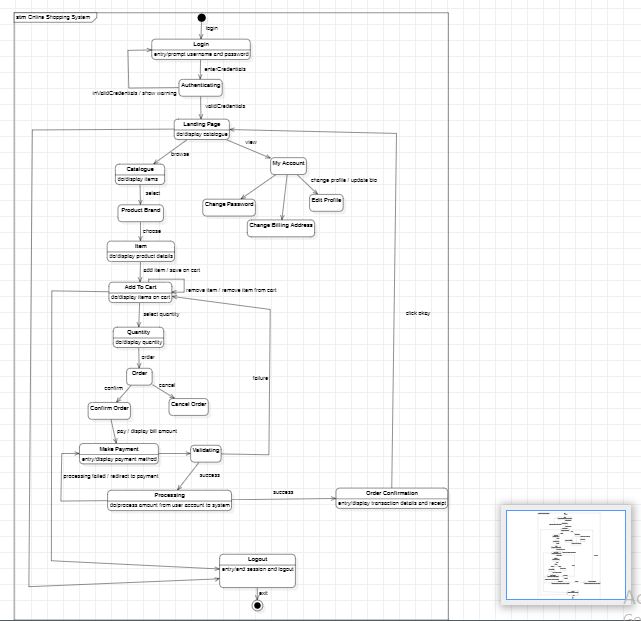 stm Online Shopping System
login
Login
entry/prompt username and password
enterCredentials
Authenticating
invalidCredentials / show warning
validCredentials
Landing Page
do/display catalogue
browse
view
Catalogue
do/display items
My Account
change profile / update bio
select
Product Brand
Change Password
Edit Profile
choose
Change Billing Address
Item
do/display product details
add item / save on cart
Add To Cart
do/display items on cart
remove item / remove item from cart
select quantity
click okay
Quantity
do/display quantity
order
Order
failure
confirm
cancel
Confirm Order
Cancel Order
pay / display bill amount
Make Payment
entry/display payment method
Validating
processing failed / redirect to payment
success
Processing
do/process amount from user account to system
success
Order Confirmation
entry/display transaction details and receipt
Logout
entry/end session and logout
exit